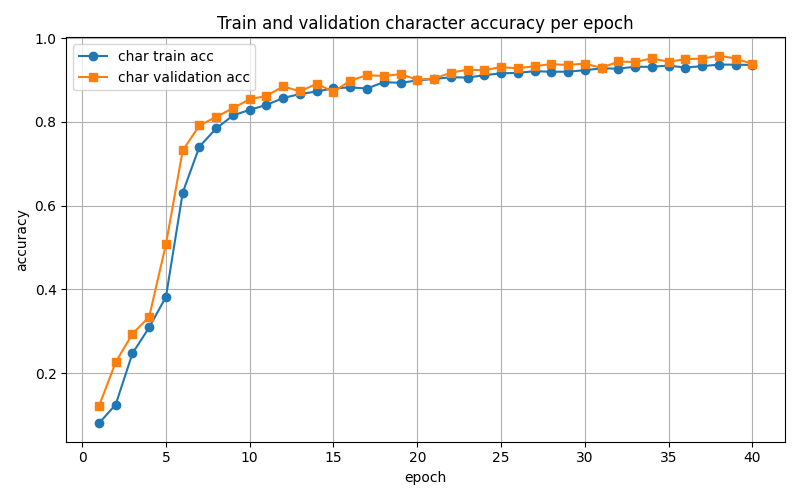 Train and validation character accuracy per epoch
char train acc
char validation acc
1.0
0.8
0.6
0.4
0.2
accuracy
0 5 10 15 20 25 30 35 40
epoch